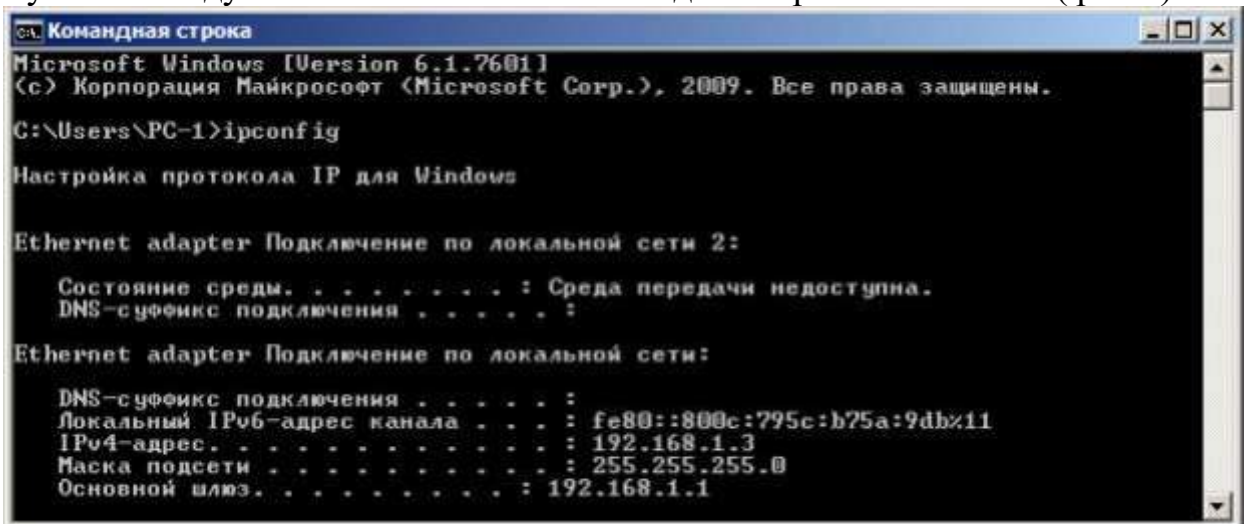 Командная строка
Microsoft Windows [Version 6.1.7601]
(c) Корпорация Майкрософт (Microsoft Corp.), 2009. Все права защищены.
C:\Users\PC-1>ipconfig
Настройка протокола IP для Windows
Ethernet adapter Подключение по локальной сети 2:
Состояние среды. . . . . . . . : Среда передачи недоступна.
DNS-суффикс подключения . . . . . :
Ethernet adapter Подключение по локальной сети:
DNS-суффикс подключения . . . . . :
Локальный IPv6-адрес канала . . . : fe80::800c:795c:b75a:9db%11
IPv4-адрес. . . . . . . . . . . . : 192.168.1.3
Маска подсети . . . . . . . . . . : 255.255.255.0
Основной шлюз. . . . . . . . . : 192.168.1.1